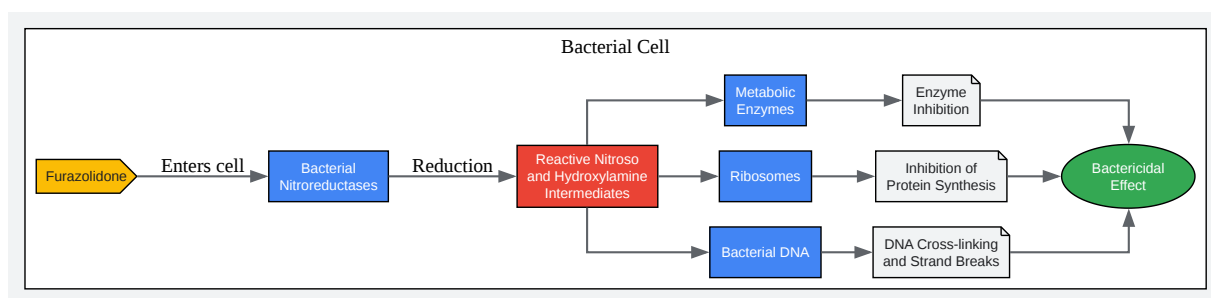 Bacterial Cell
Furazolidone
Enters cell
Bacterial
Nitroreductases
Reduction
Reactive Nitroso
and Hydroxylamine
Intermediates
Metabolic
Enzymes
Enzyme
Inhibition
Ribosomes
Inhibition of
Protein Synthesis
Bacterial DNA
DNA Cross-linking
and Strand Breaks
Bactericidal
Effect